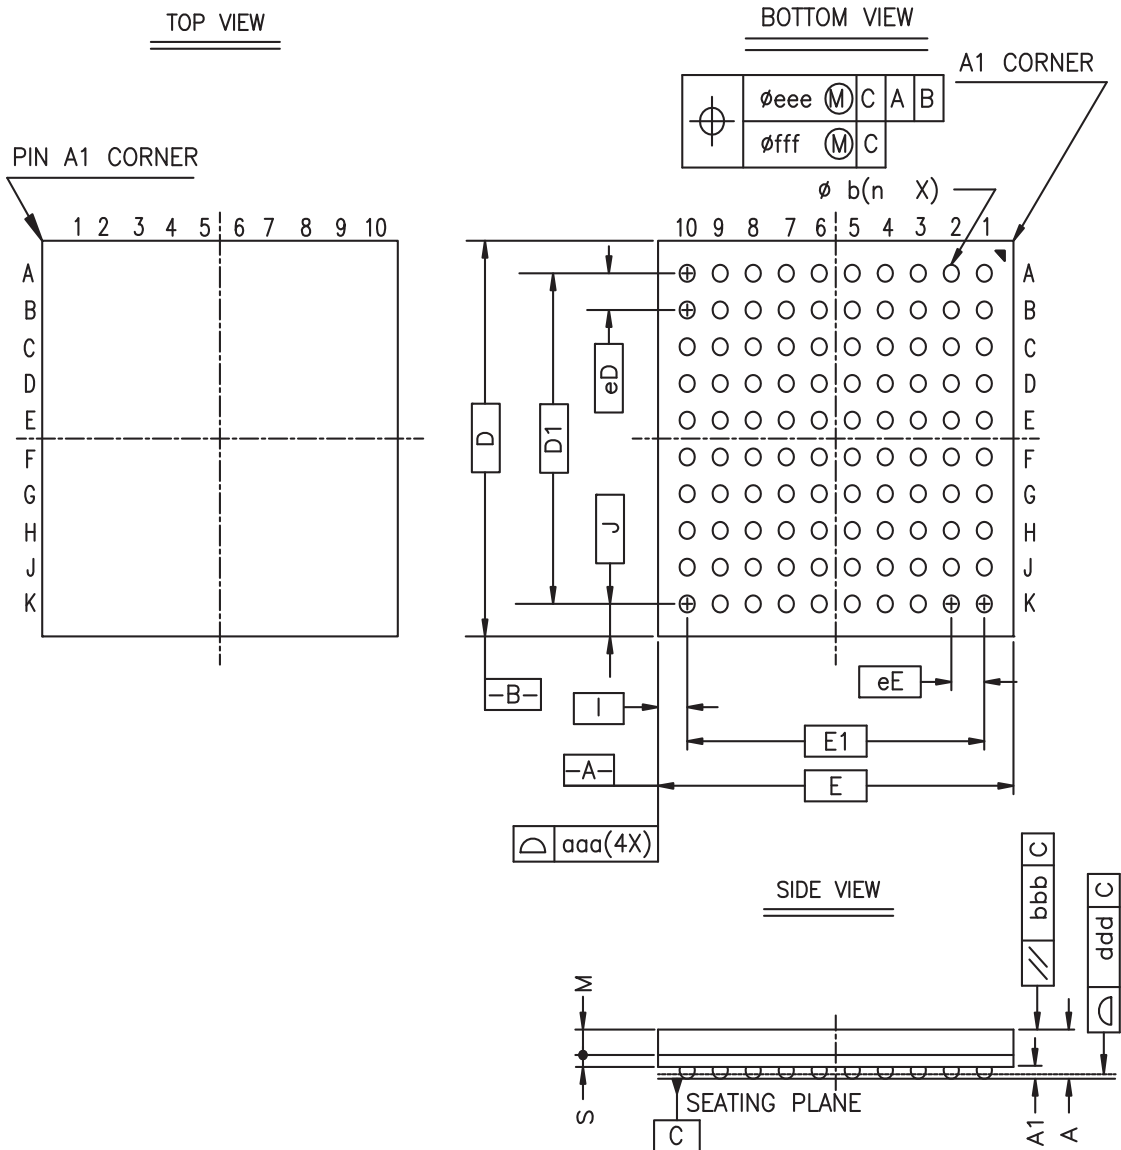 TOP VIEW
BOTTOM VIEW
A1 CORNER
øeee Ⓜ C A B
øfff Ⓜ C
PIN A1 CORNER
ø b(n X)
1 2 3 4 5 6 7 8 9 10
10 9 8 7 6 5 4 3 2 1
A
B
C
D
E
F
G
H
J
K
A
B
C
D
E
F
G
H
J
K
eD
D
D1
J
eE
-B-
I
E1
-A-
E
aaa(4X)
SIDE VIEW
// bbb C
ddd C
M
S
SEATING PLANE
C
A1
A